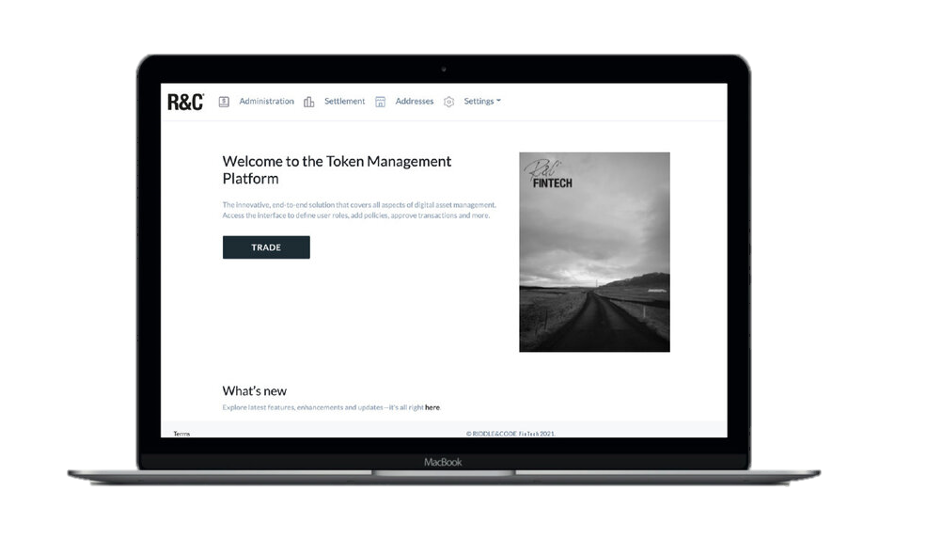 R&C
Administration Settlement Addresses Settings
Welcome to the Token Management
Platform
The innovative, end-to-end solution that covers all aspects of digital asset management.
Access the interface to define user roles, add policies, approve transactions and more.
TRADE
R&C
FINTECH
What's new
Explore latest features, enhancements and updates – it's all right here.
Terms
© RIDDLE&CODE FinTech 2021.
MacBook